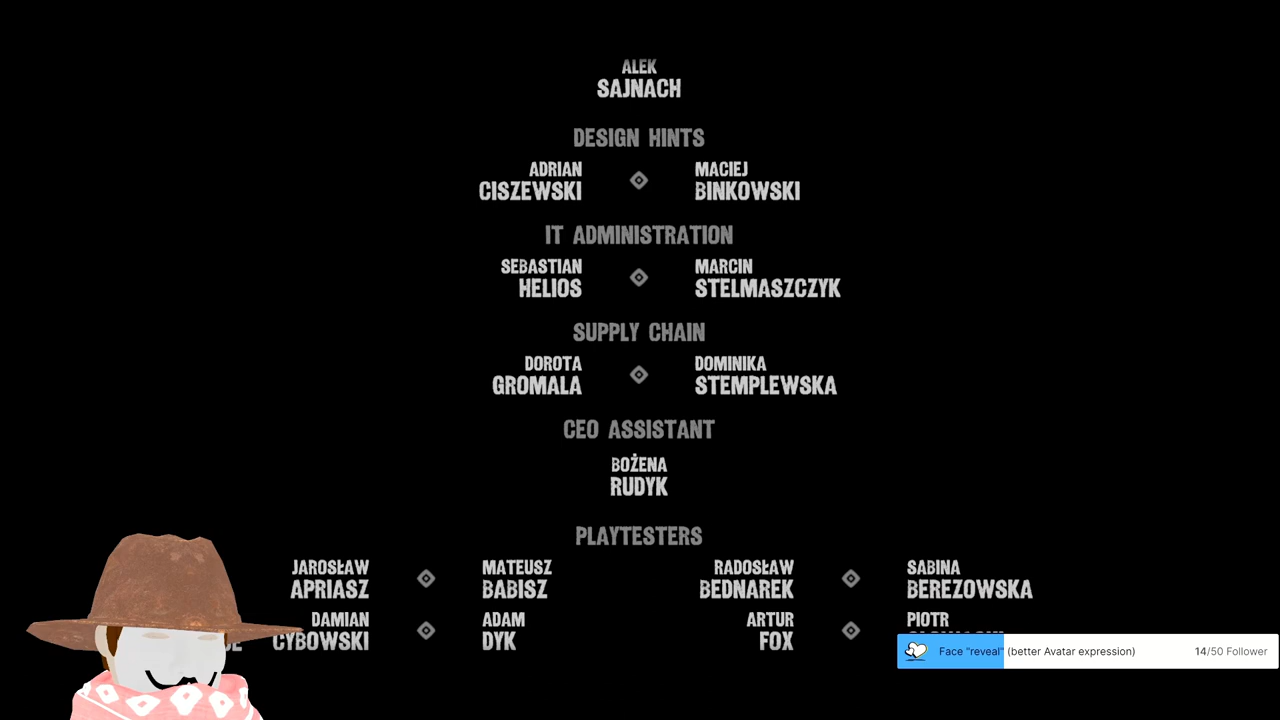 ALEK
SAJNACH
DESIGN HINTS
ADRIAN
CISZEWSKI
MACIEJ
BINKOWSKI
IT ADMINISTRATION
SEBASTIAN
HELIOS
MARCIN
STELMASZCZYK
SUPPLY CHAIN
DOROTA
GROMALA
DOMINIKA
STEMPLEWSKA
CEO ASSISTANT
BOŻENA
RUDYK
PLAYTESTERS
JAROSŁAW
APRIASZ
MATEUSZ
BABISZ
RADOSŁAW
BEDNAREK
SABINA
BEREZOWSKA
DAMIAN
CYBOWSKI
ADAM
DYK
ARTUR
FOX
PIOTR
Face "reveal" (better Avatar expression) 14/50 Follower